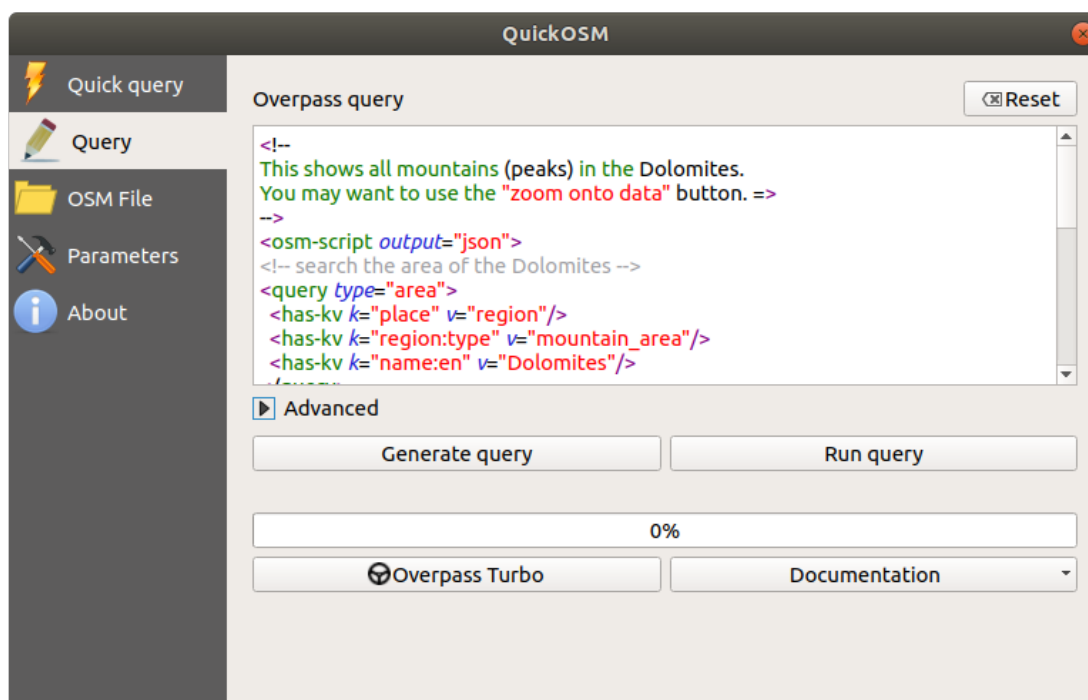 QuickOSM
Quick query
Query
OSM File
Parameters
About
Overpass query
Reset
<!--
This shows all mountains (peaks) in the Dolomites.
You may want to use the "zoom onto data" button. =>
-->
<osm-script output="json">
<!-- search the area of the Dolomites -->
<query type="area">
<has-kv k="place" v="region"/>
<has-kv k="region:type" v="mountain_area"/>
<has-kv k="name:en" v="Dolomites"/>
Advanced
Generate query
Run query
0%
Overpass Turbo
Documentation